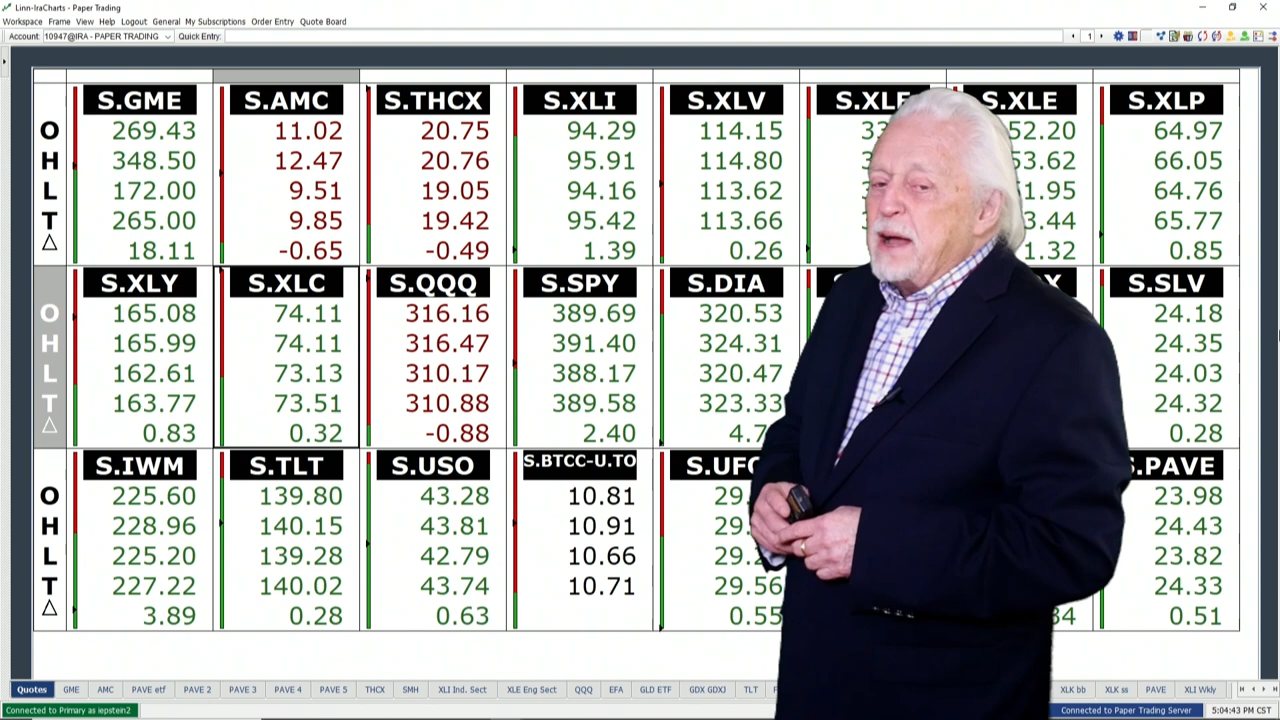 Linn-IraCharts - Paper Trading
Workspace Frame View Help Logout General My Subscriptions Order Entry Quote Board
Account: 10947@IRA - PAPER TRADING Quick Entry: 1
S.GME S.AMC S.THCX S.XLI S.XLV S.XLF S.XLE S.XLP
O 269.43 11.02 20.75 94.29 114.15 52.20 64.97
H 348.50 12.47 20.76 95.91 114.80 53.62 66.05
L 172.00 9.51 19.05 94.16 113.62 64.76
T 265.00 9.85 19.42 95.42 113.66 65.77
△ 18.11 -0.65 -0.49 1.39 0.26 1.32 0.85
S.XLY S.XLC S.QQQ S.SPY S.DIA S.SLV
O 165.08 74.11 316.16 389.69 320.53 24.18
H 165.99 74.11 316.47 391.40 324.31 24.35
L 162.61 73.13 310.17 388.17 320.47 24.03
T 163.77 73.51 310.88 389.58 323.33 24.32
△ 0.83 0.32 -0.88 2.40 0.28
S.IWM S.TLT S.USO S.BTCC-U.TO S.PAVE
O 225.60 139.80 43.28 10.81 23.98
H 228.96 140.15 43.81 10.91 24.43
L 225.20 139.28 42.79 10.66 23.82
T 227.22 140.02 43.74 10.71 29.56 24.33
△ 3.89 0.28 0.63 0.55 0.51
Quotes GME AMC PAVE etf PAVE 2 PAVE 3 PAVE 4 PAVE 5 THCX SMH XLI Ind. Sect XLE Eng Sect QQQ EFA GLD ETF GDX GDXJ TLT XLK bb XLK ss PAVE XLI Wkly
Connected to Primary as iepstein2 Connected to Paper Trading Server 5:04:43 PM CST